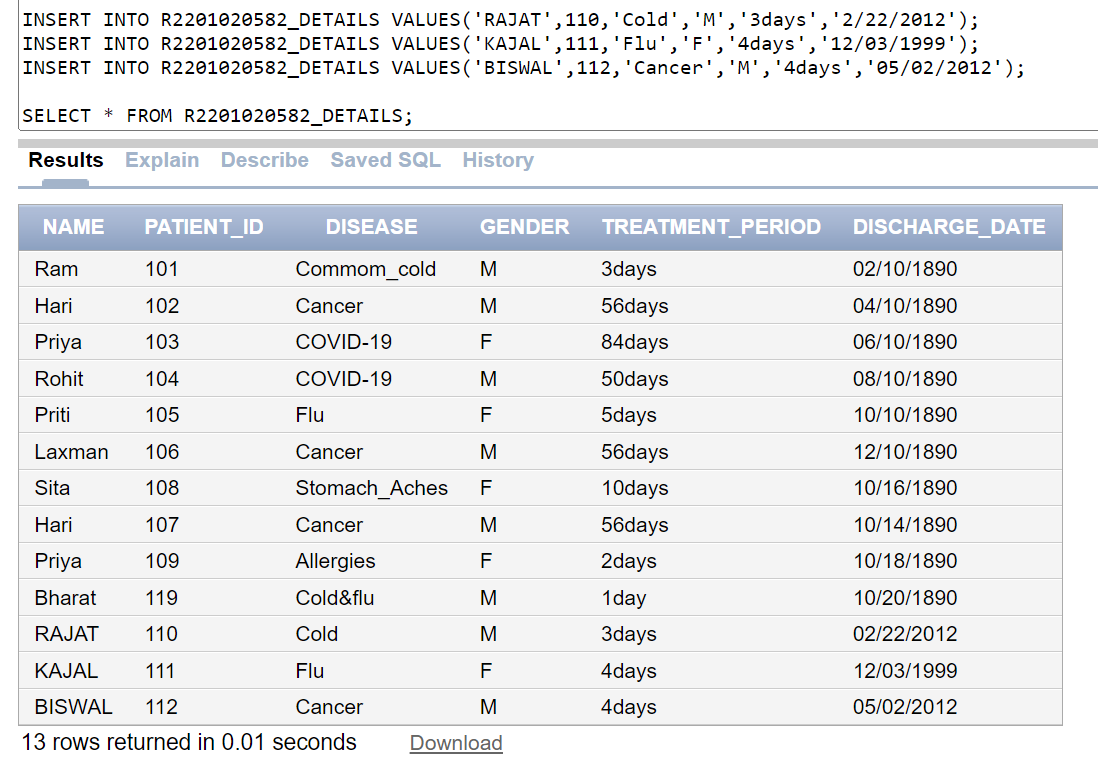 INSERT INTO R2201020582_DETAILS VALUES('RAJAT',110,'Cold','M','3days','2/22/2012');
INSERT INTO R2201020582_DETAILS VALUES('KAJAL',111,'Flu','F','4days','12/03/1999');
INSERT INTO R2201020582_DETAILS VALUES('BISWAL',112,'Cancer','M','4days','05/02/2012');
SELECT * FROM R2201020582_DETAILS;
Results Explain Describe Saved SQL History
NAME PATIENT_ID DISEASE GENDER TREATMENT_PERIOD DISCHARGE_DATE
Ram 101 Commom_cold M 3days 02/10/1890
Hari 102 Cancer M 56days 04/10/1890
Priya 103 COVID-19 F 84days 06/10/1890
Rohit 104 COVID-19 M 50days 08/10/1890
Priti 105 Flu F 5days 10/10/1890
Laxman 106 Cancer M 56days 12/10/1890
Sita 108 Stomach_Aches F 10days 10/16/1890
Hari 107 Cancer M 56days 10/14/1890
Priya 109 Allergies F 2days 10/18/1890
Bharat 119 Cold&flu M 1day 10/20/1890
RAJAT 110 Cold M 3days 02/22/2012
KAJAL 111 Flu F 4days 12/03/1999
BISWAL 112 Cancer M 4days 05/02/2012
13 rows returned in 0.01 seconds Download